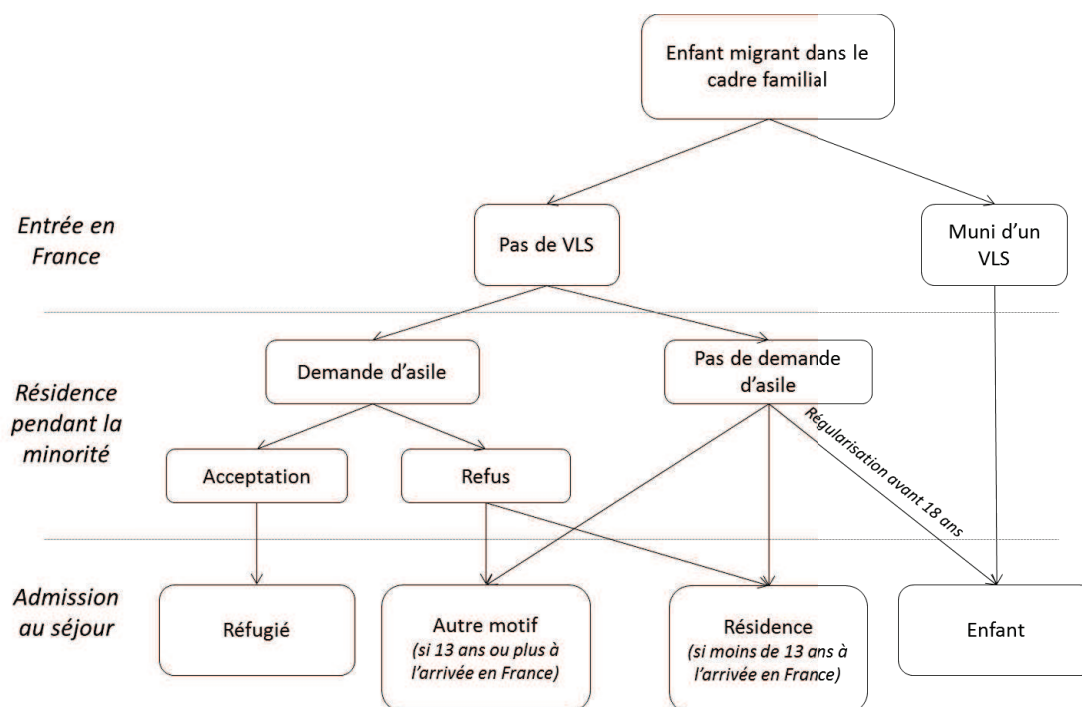 Enfant migrant dans le
cadre familial
Entrée en
France
Pas de VLS
Muni d'un
VLS
Résidence
pendant la
minorité
Demande d'asile
Pas de demande
d'asile
Régularisation avant 18 ans
Acceptation
Refus
Admission
au séjour
Réfugié
Autre motif
(si 13 ans ou plus à
l'arrivée en France)
Résidence
(si moins de 13 ans à
l'arrivée en France)
Enfant